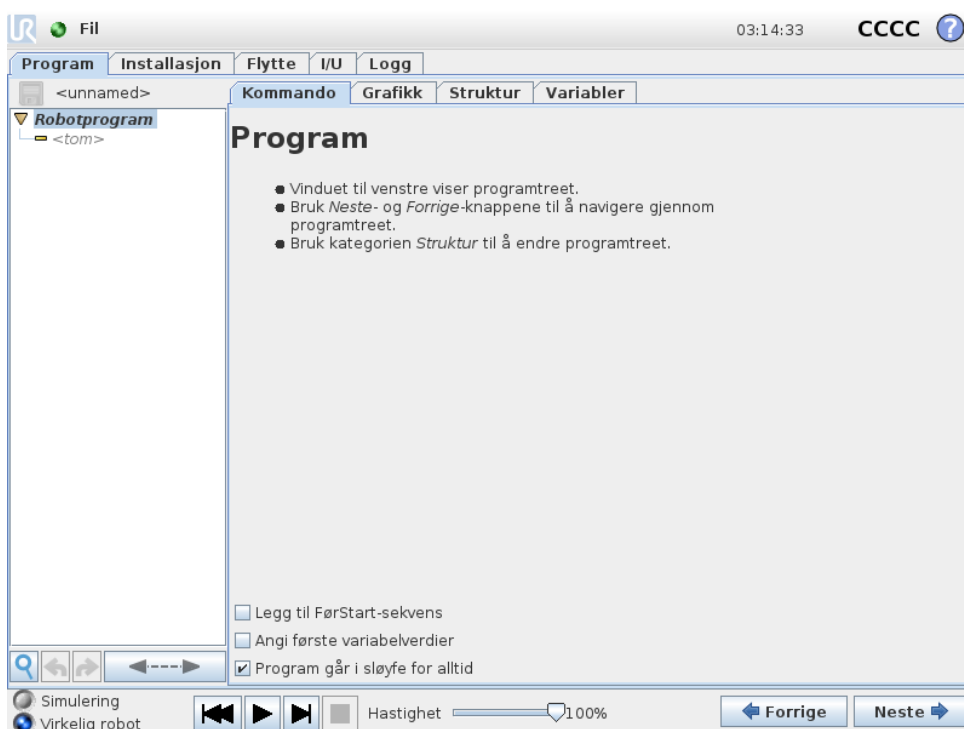 UR Fil 03:14:33 CCCC ?
Program Installasjon Flytte I/U Logg
<unnamed>
Kommando Grafikk Struktur Variabler
Robotprogram
<tom>
Program
Vinduet til venstre viser programtreet.
Bruk Neste- og Forrige-knappene til å navigere gjennom
programtreet.
Bruk kategorien Struktur til å endre programtreet.
Legg til FørStart-sekvens
Angi første variabelverdier
Program går i sløyfe for alltid
Simulering
Virkelig robot
Hastighet 100%
Forrige Neste